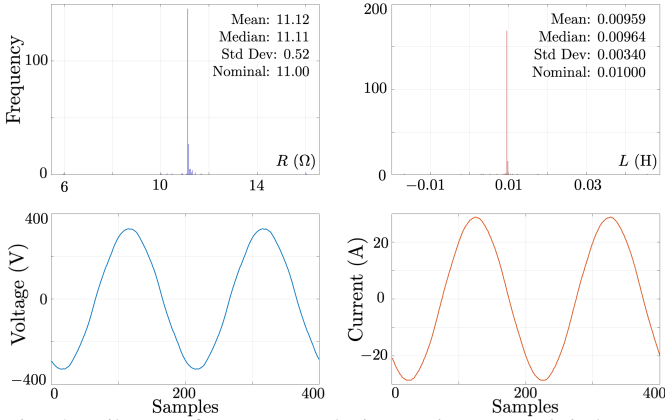 Frequency
100
0
6
10
14
Mean: 11.12
Median: 11.11
Std Dev: 0.52
Nominal: 11.00
R (Ω)
200
100
0
−0.01
0.01
0.03
Mean: 0.00959
Median: 0.00964
Std Dev: 0.00340
Nominal: 0.01000
L (H)
Voltage (V)
400
0
−400
0
200
400
Samples
Current (A)
20
0
−20
0
200
400
Samples